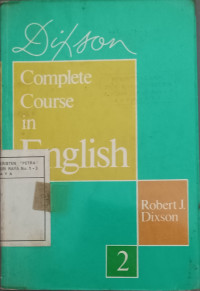 Dixson
Complete
Course
in
English
Robert J.
Dixson
2